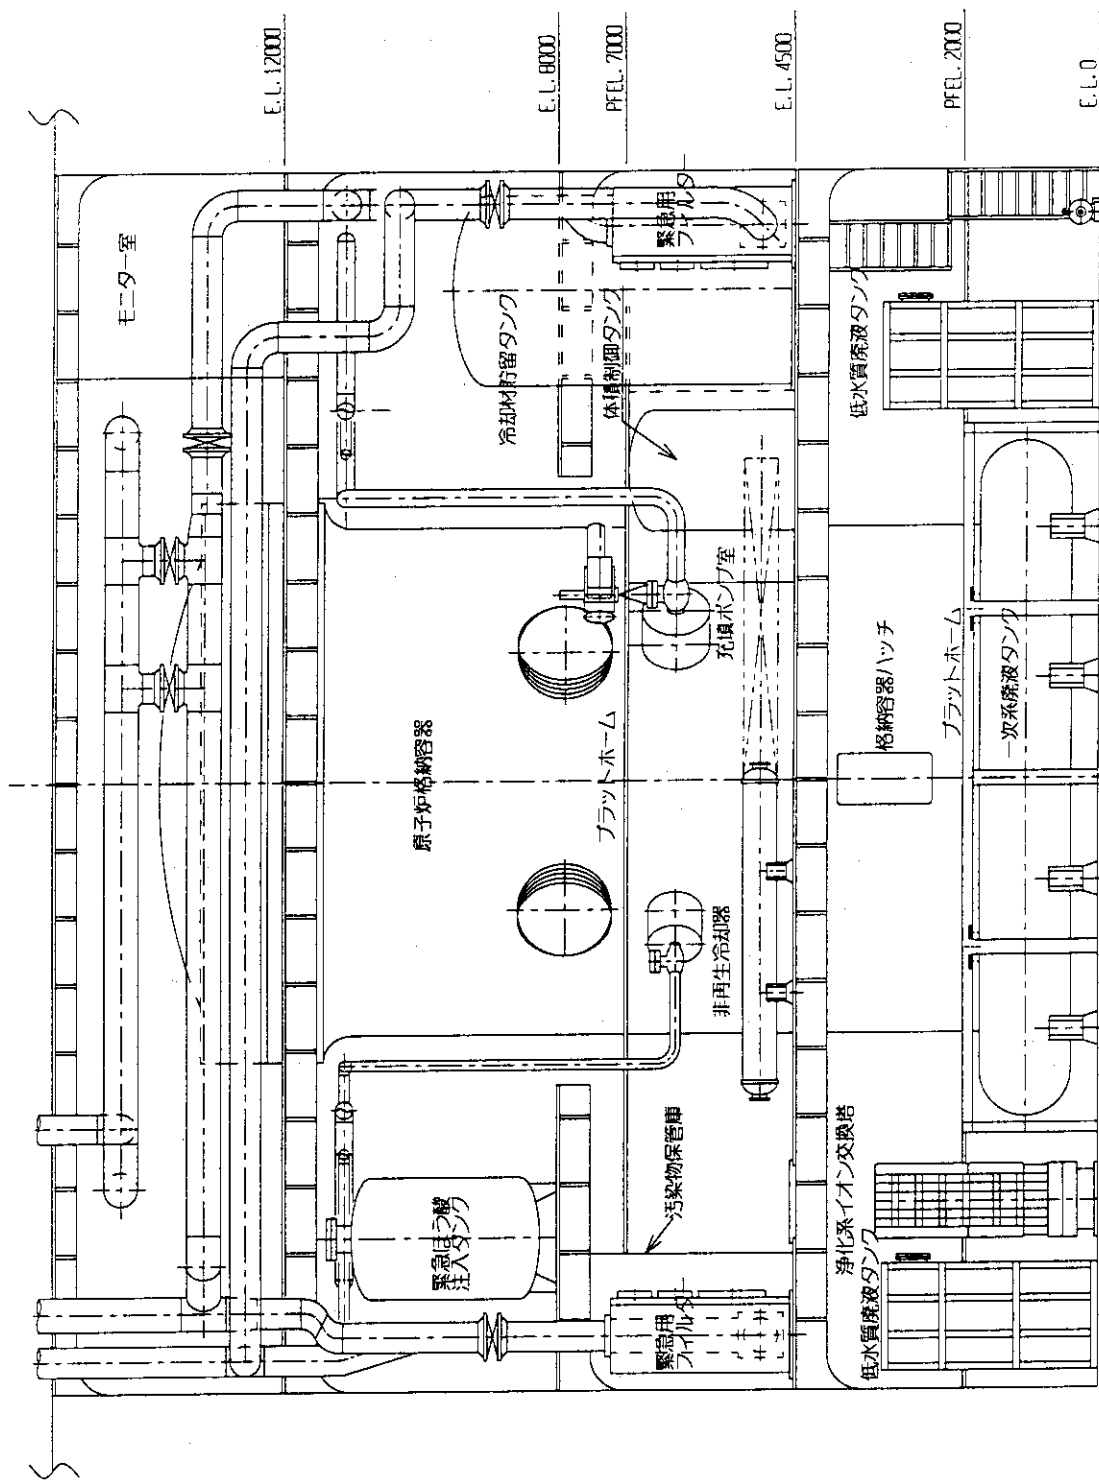 E.L.12000
E.L.8000
PFEL.7000
E.L.4500
PFEL.2000
E.L.0
モニター室
冷却材貯留タンク
体積制御タンク
緊急用
フィルタ
低水質廃液タンク
原子炉格納容器
プラットホーム
充填ポンプ室
格納容器ハッチ
プラットホーム
一次系廃液タンク
非再生冷却器
緊急ほう酸
注入タンク
汚染物保管庫
緊急用
フィルター
浄化系イオン交換塔
低水質廃液タンク